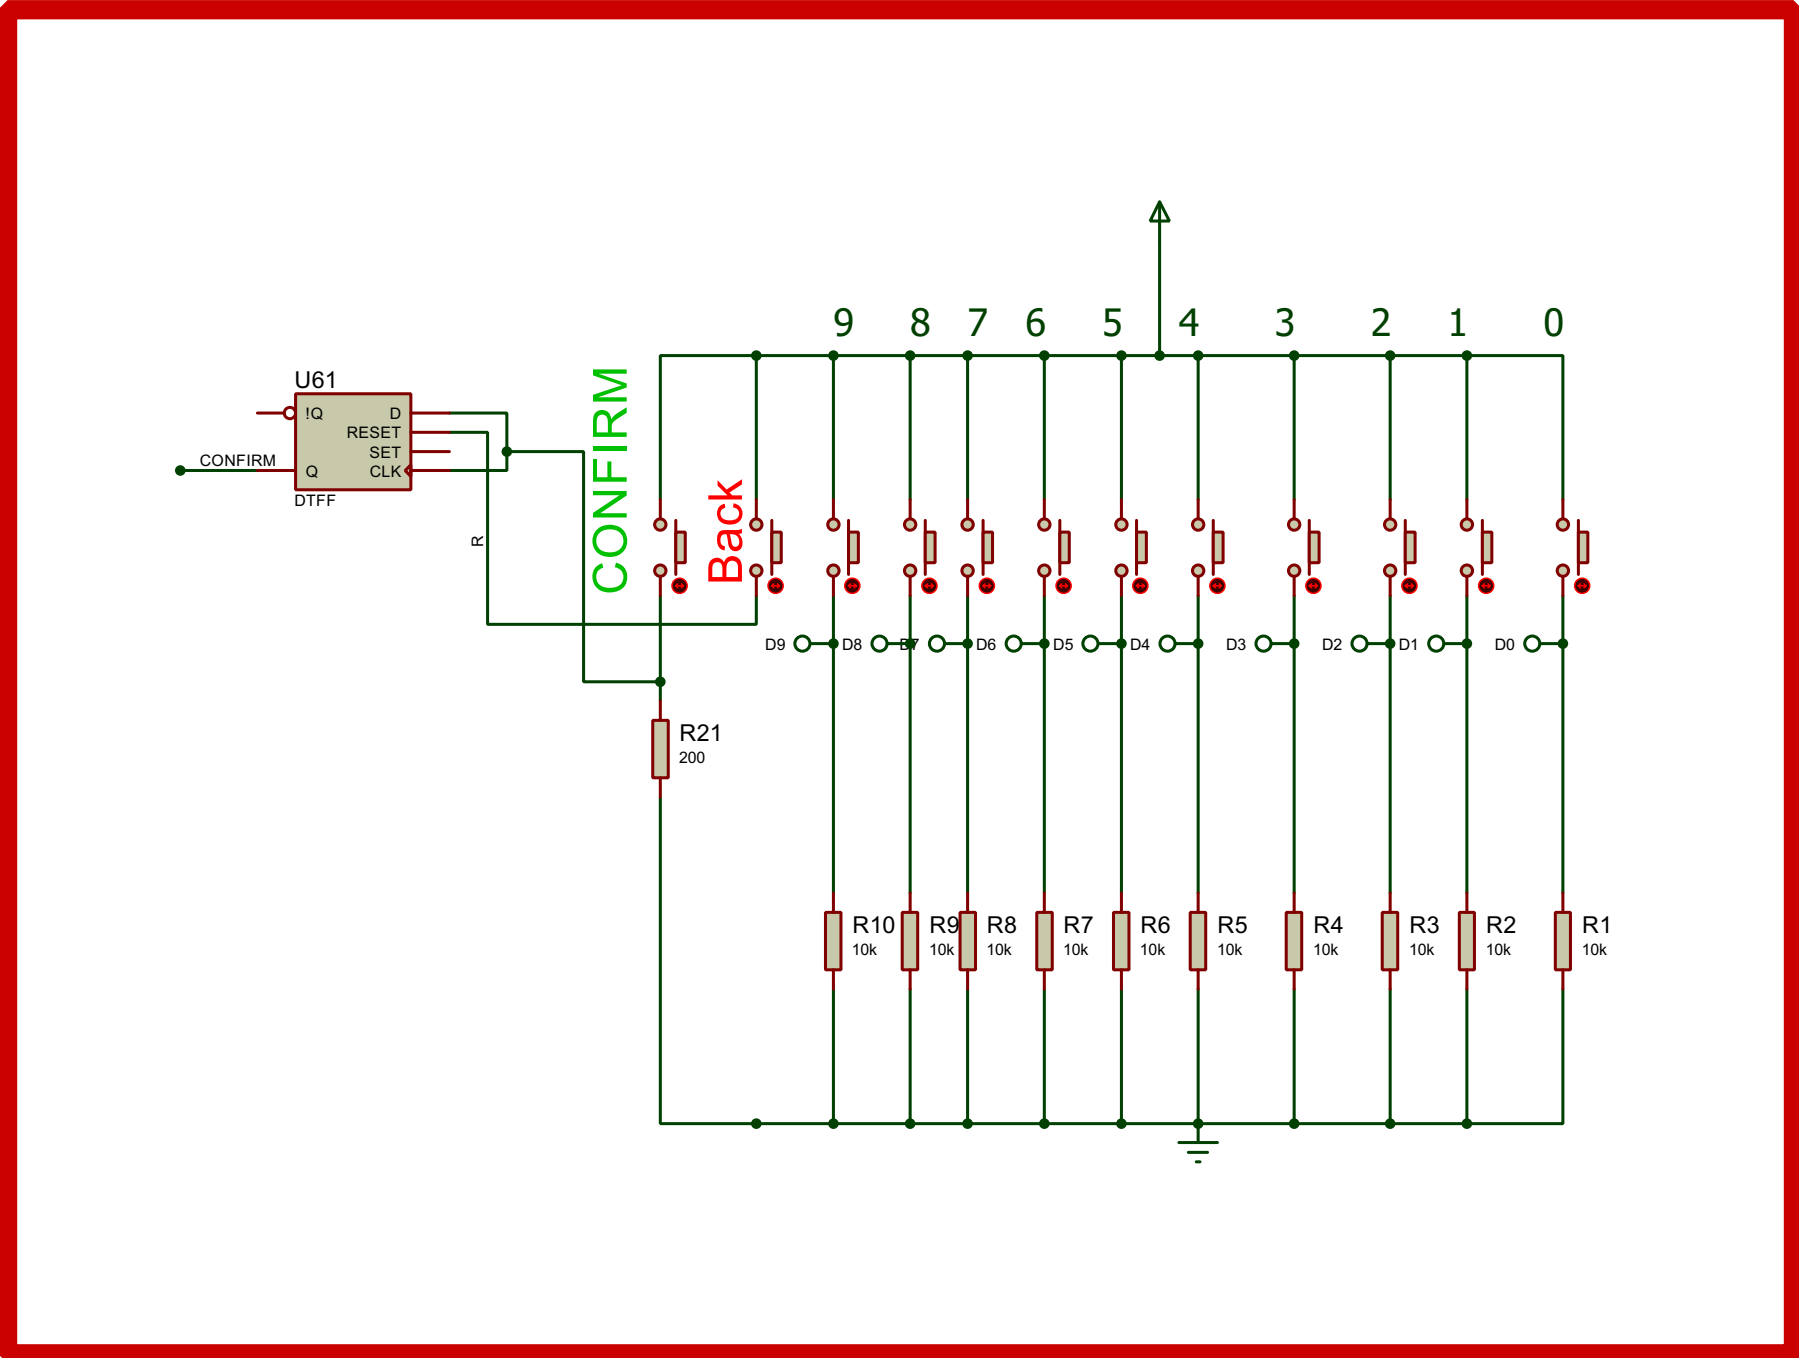 9 8 7 6 5 4 3 2 1 0
U61
!Q D
RESET
SET
CONFIRM Q CLK
DTFF
R
CONFIRM
Back
D9 D8 D7 D6 D5 D4 D3 D2 D1 D0
R21
200
R10 R9 R8 R7 R6 R5 R4 R3 R2 R1
10k 10k 10k 10k 10k 10k 10k 10k 10k 10k